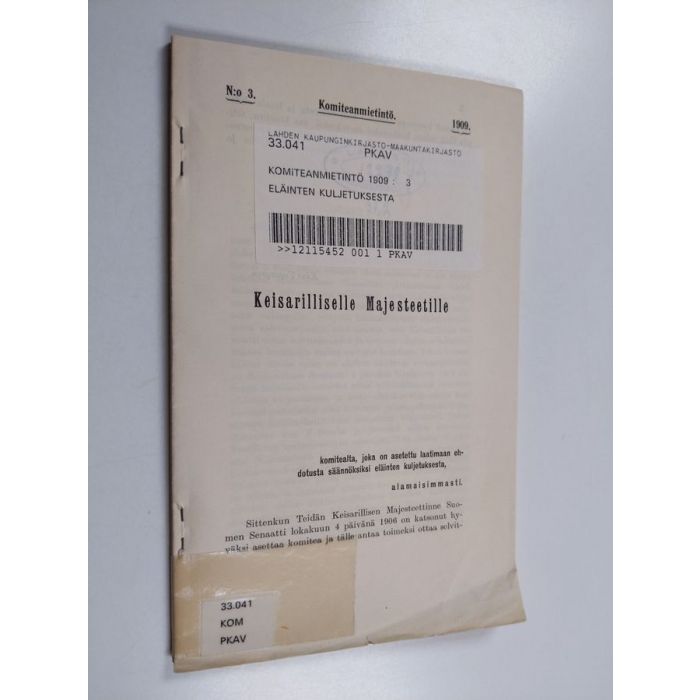 N:o 3.
Komiteanmietintö.
1909.
LAHDEN KAUPUNGINKIRJASTO-MAAKUNTAKIRJASTO
33.041 PKAV
KOMITEANMIETINTÖ 1909 : 3
ELÄINTEN KULJETUKSESTA
>>12115452 001 1 PKAV
Keisarilliselle Majesteetille
komitealta, joka on asetettu laatimaan eh-
dotusta säännöksiksi eläinten kuljetuksesta,
alamaisimmasti.
Sittenkun Teidän Keisarillisen Majesteettinne Suo-
men Senaatti lokakuun 4 päivänä 1906 on katsonut hy-
väksi asettaa komitea ja tälle antaa toimeksi ottaa selvit-
33.041
KOM
PKAV